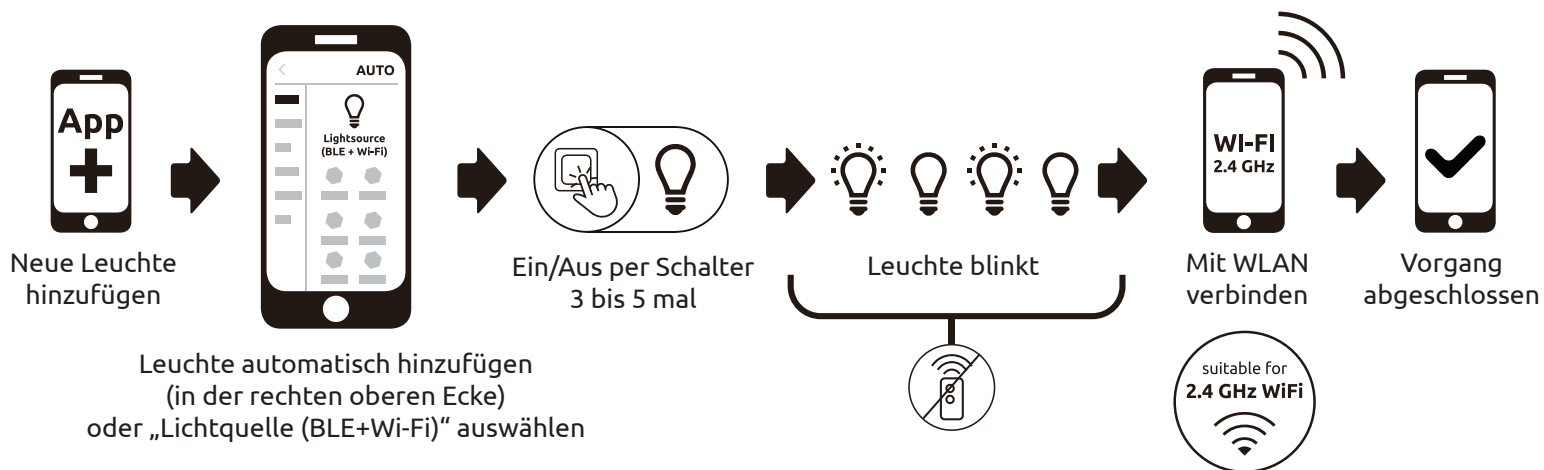 App
Neue Leuchte
hinzufügen
AUTO
Lightsource
(BLE + Wi-Fi)
Leuchte automatisch hinzufügen
(in der rechten oberen Ecke)
oder „Lichtquelle (BLE+Wi-Fi)“ auswählen
Ein/Aus per Schalter
3 bis 5 mal
Leuchte blinkt
WI-FI
2.4 GHz
Mit WLAN
verbinden
suitable for
2.4 GHz WiFi
Vorgang
abgeschlossen